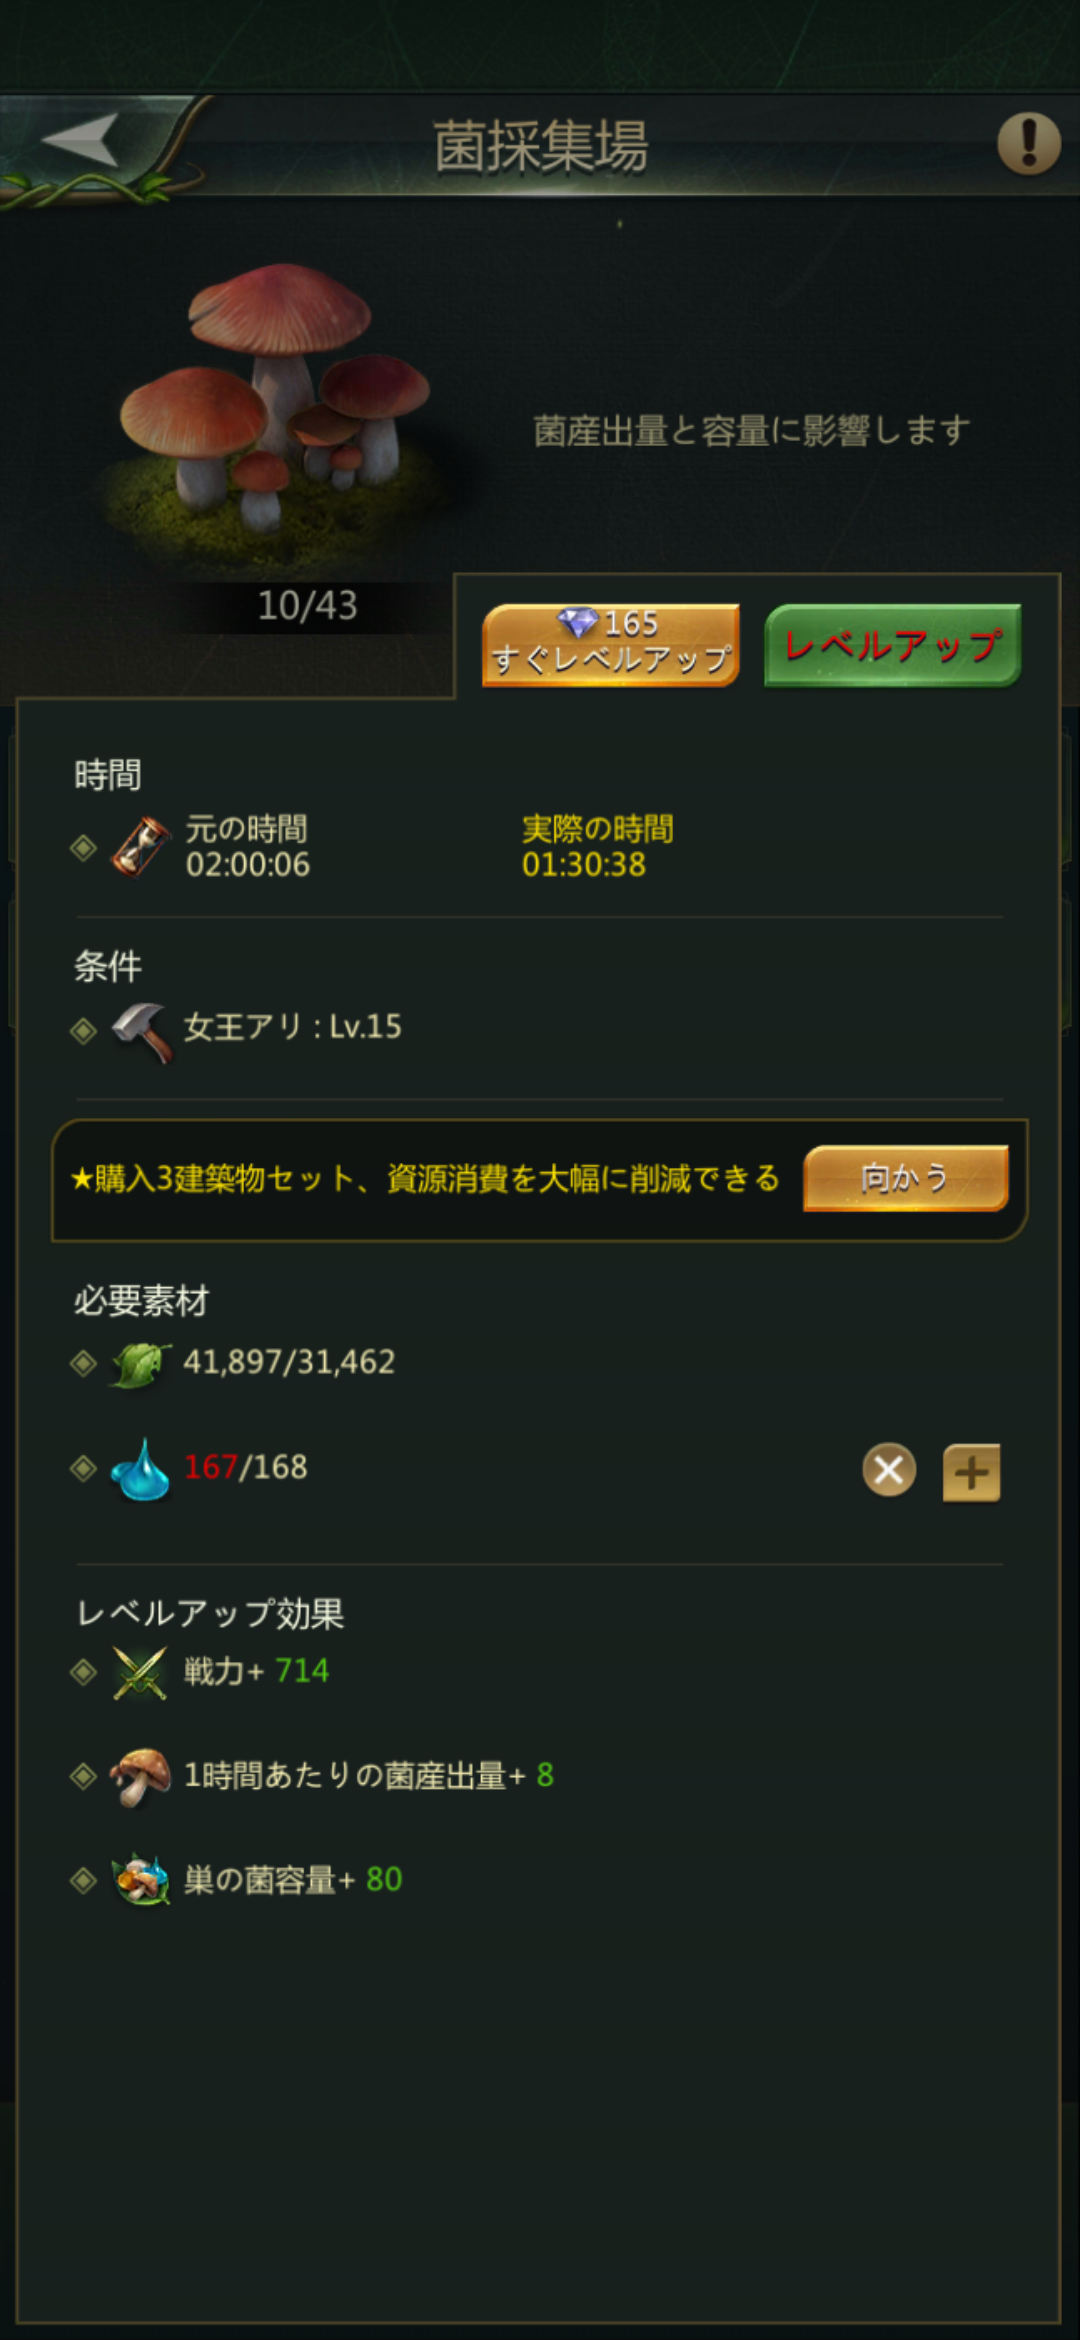 菌採集場
菌産出量と容量に影響します
10/43
165
すぐレベルアップ
レベルアップ
時間
元の時間
02:00:06
実際の時間
01:30:38
条件
女王アリ : Lv.15
★購入3建築物セット、資源消費を大幅に削減できる
向かう
必要素材
41,897/31,462
167/168
レベルアップ効果
戦力+ 714
1時間あたりの菌産出量+ 8
巣の菌容量+ 80